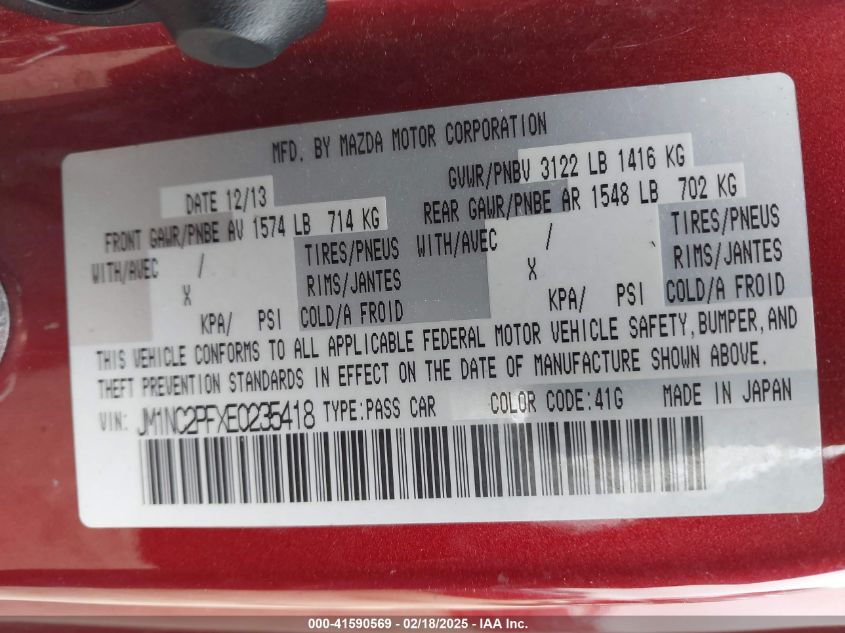 MFD. BY MAZDA MOTOR CORPORATION
DATE 12/13 GVWR/PNBV 3122 LB 1416 KG
FRONT GAWR/PNBE AV 1574 LB 714 KG REAR GAWR/PNBE AR 1548 LB 702 KG
WITH/AVEC / TIRES/PNEUS WITH/AVEC / TIRES/PNEUS
X RIMS/JANTES X RIMS/JANTES
KPA/ PSI COLD/A FROID KPA/ PSI COLD/A FROID
THIS VEHICLE CONFORMS TO ALL APPLICABLE FEDERAL MOTOR VEHICLE SAFETY, BUMPER, AND
THEFT PREVENTION STANDARDS IN EFFECT ON THE DATE OF MANUFACTURE SHOWN ABOVE.
VIN: JM1NC2PFXE0235418 TYPE:PASS CAR COLOR CODE:41G MADE IN JAPAN
000-41590569 - 02/18/2025 - IAA Inc.